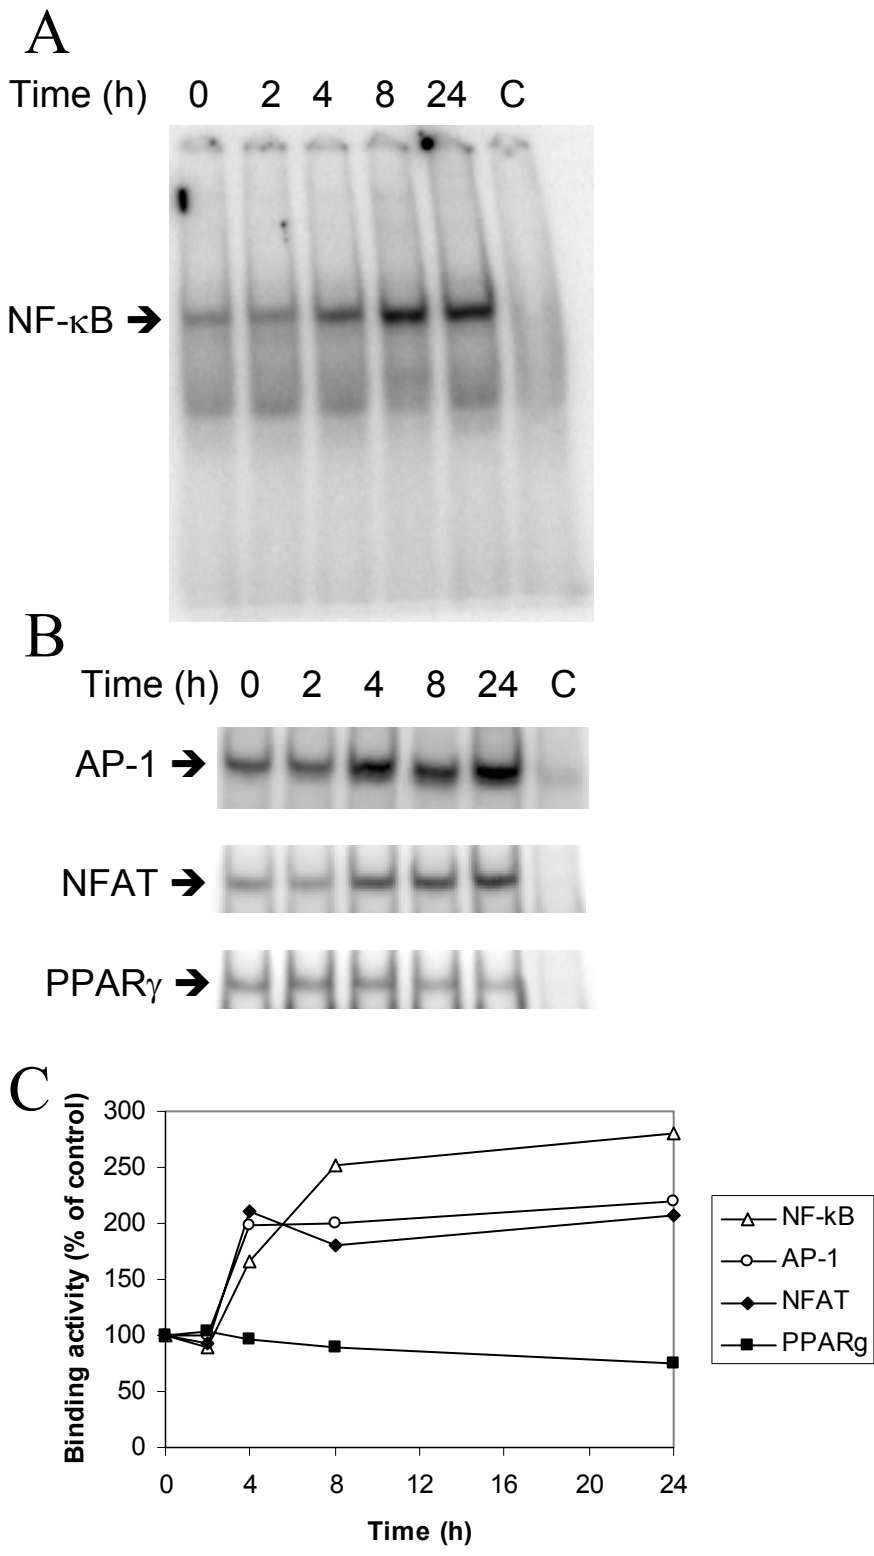 A
Time (h) 0 2 4 8 24 C
NF-κB ➔
B
Time (h) 0 2 4 8 24 C
AP-1 ➔
NFAT ➔
PPARγ ➔
C
Binding activity (% of control)
300
250
200
150
100
50
0
0 4 8 12 16 20 24
Time (h)
NF-kB
AP-1
NFAT
PPARg